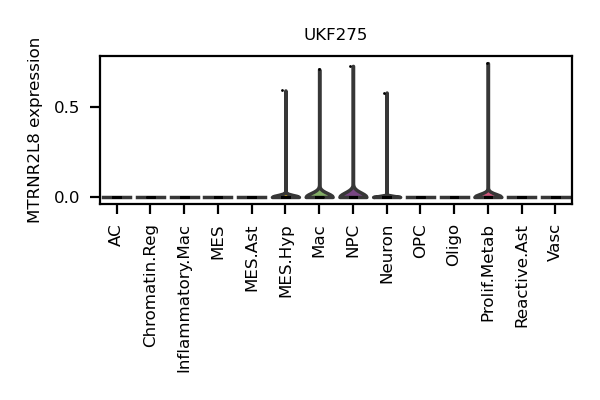 UKF275
MTRNR2L8 expression
0.5
0.0
AC
Chromatin.Reg
Inflammatory.Mac
MES
MES.Ast
MES.Hyp
Mac
NPC
Neuron
OPC
Oligo
Prolif.Metab
Reactive.Ast
Vasc